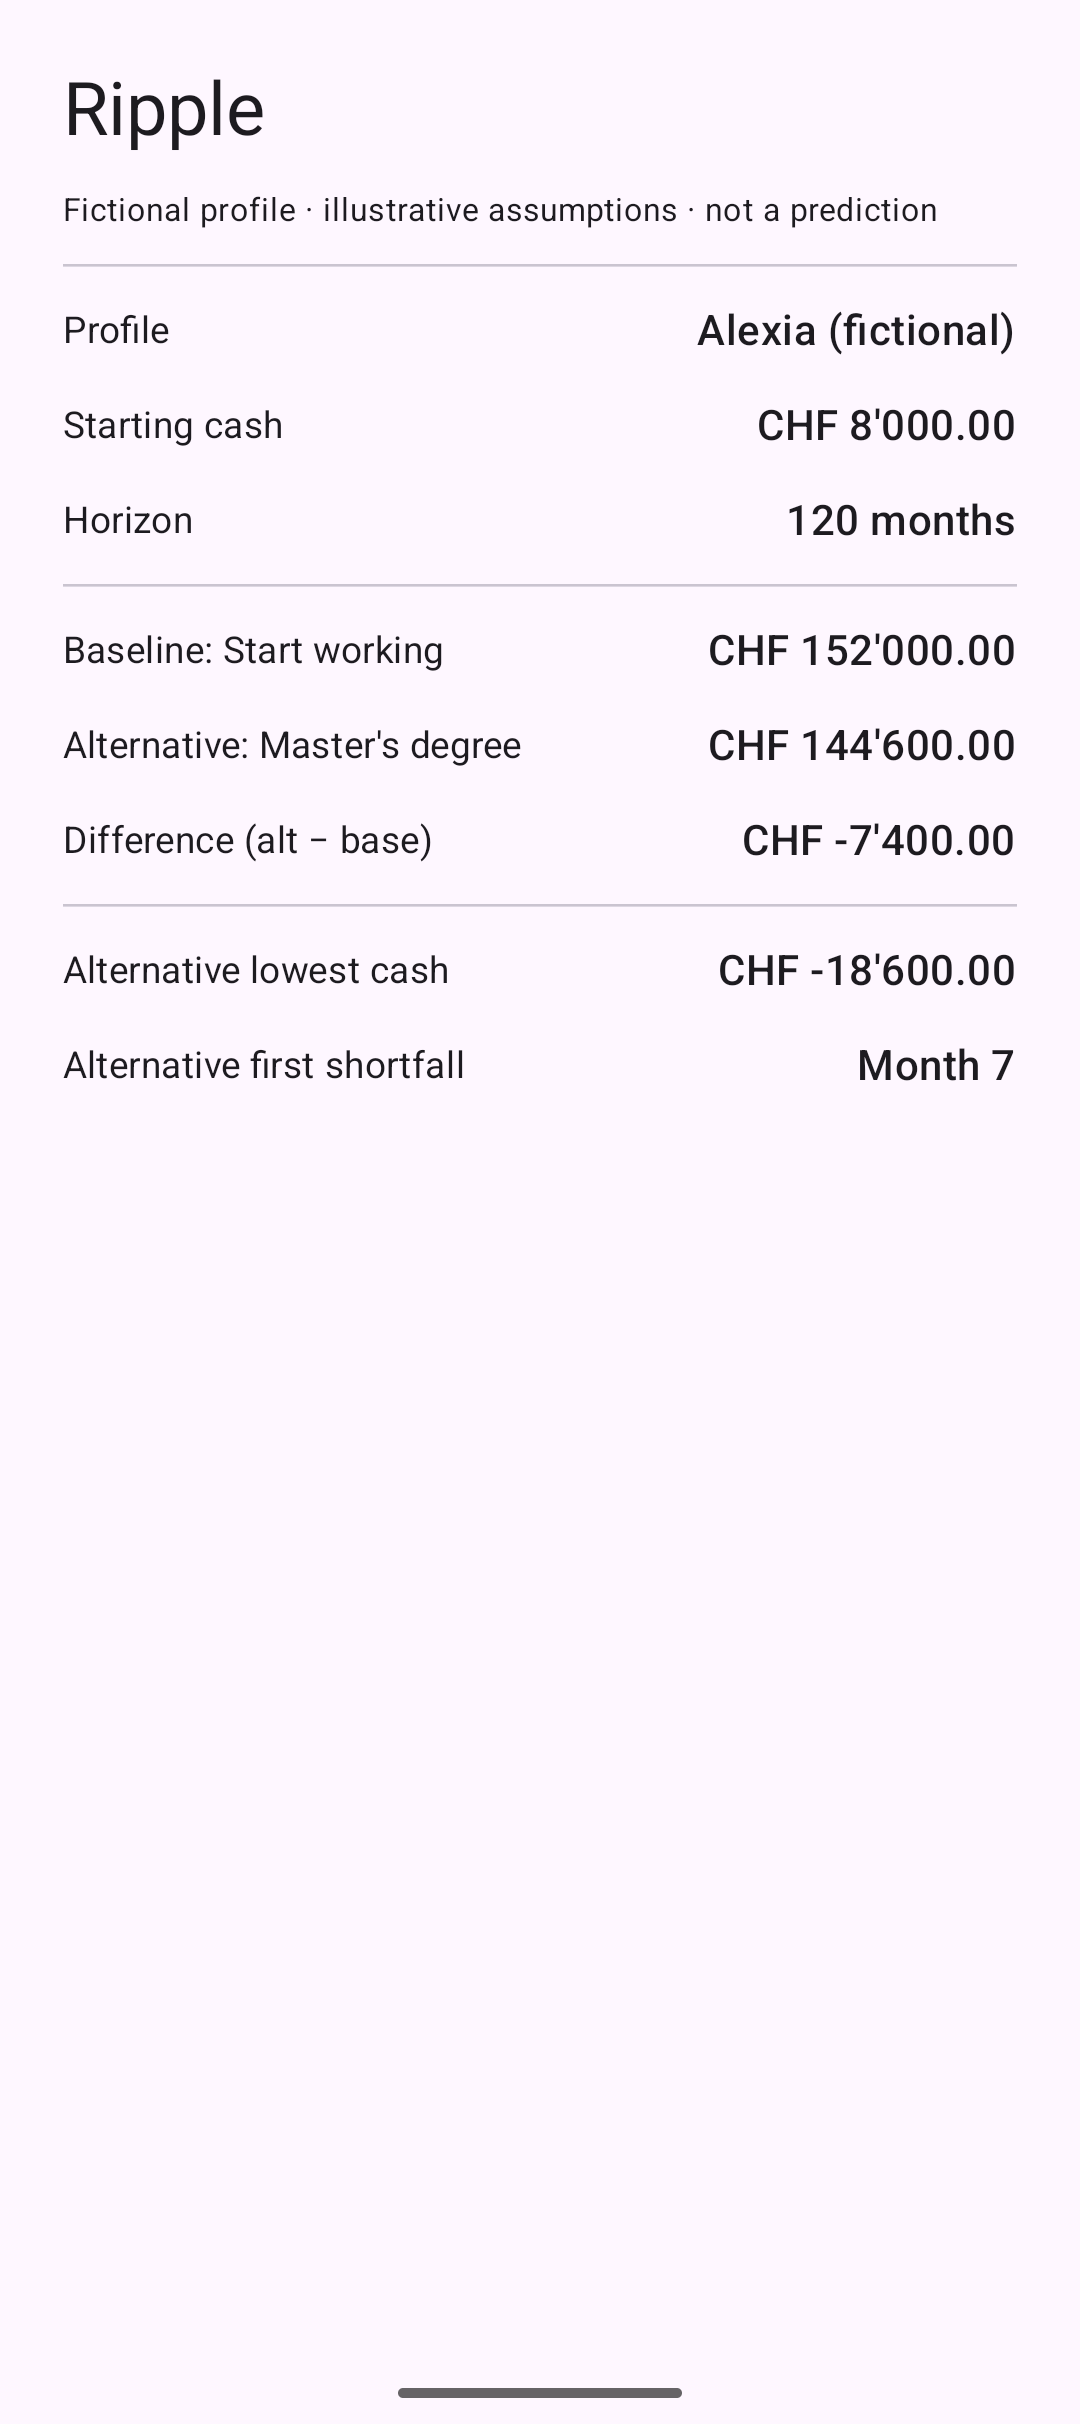 Ripple
Fictional profile · illustrative assumptions · not a prediction
Profile Alexia (fictional)
Starting cash CHF 8'000.00
Horizon 120 months
Baseline: Start working CHF 152'000.00
Alternative: Master's degree CHF 144'600.00
Difference (alt − base) CHF -7'400.00
Alternative lowest cash CHF -18'600.00
Alternative first shortfall Month 7